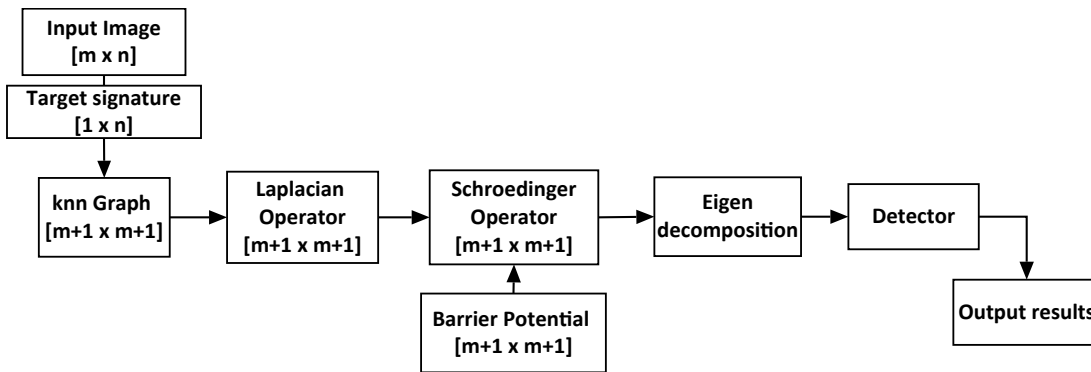 Input Image
[m x n]
Target signature
[1 x n]
knn Graph
[m+1 x m+1]
Laplacian
Operator
[m+1 x m+1]
Schroedinger
Operator
[m+1 x m+1]
Barrier Potential
[m+1 x m+1]
Eigen
decomposition
Detector
Output results